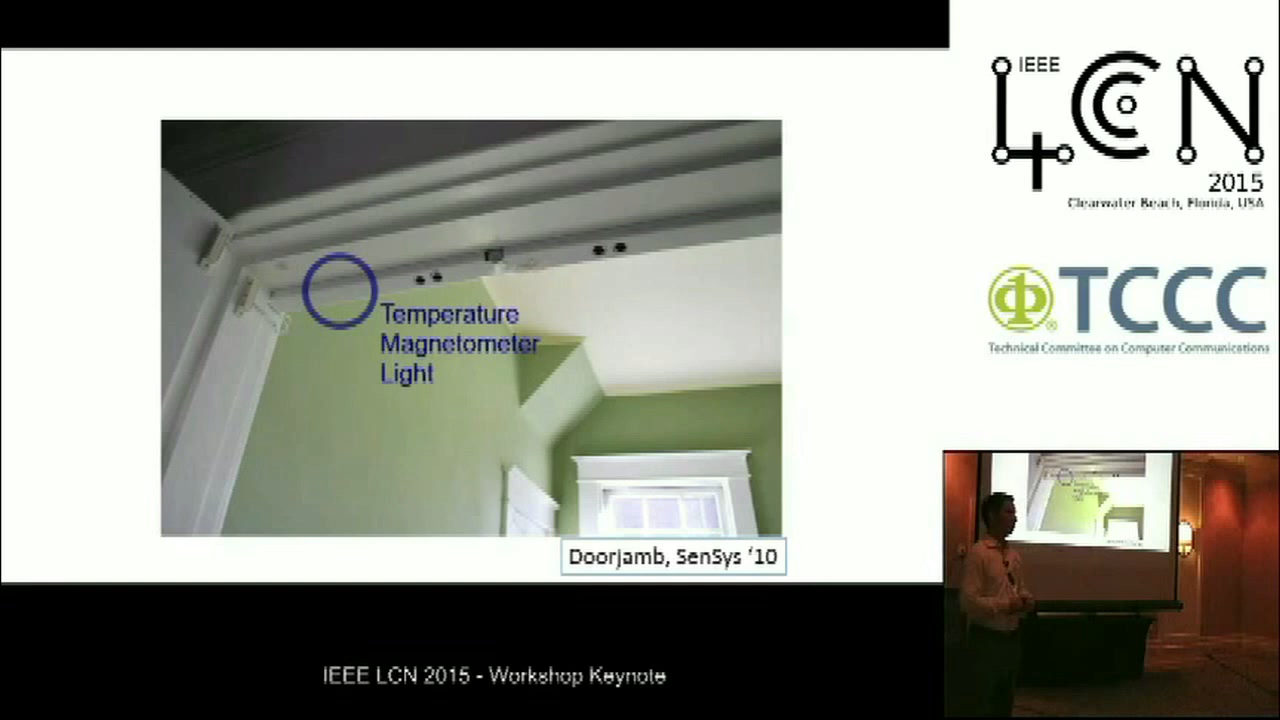 Temperature
Magnetometer
Light
Doorjamb, SenSys ‘10
IEEE
LCN
2015
Clearwater Beach, Florida, USA
TCCC
Technical Committee on Computer Communications
IEEE LCN 2015 - Workshop Keynote